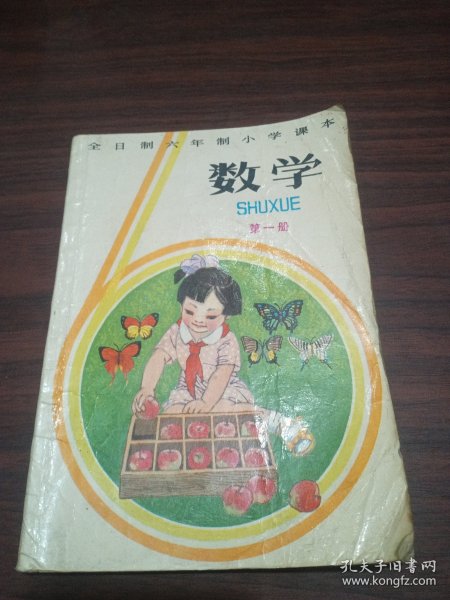 全日制六年制小学课本
数学
SHUXUE
第一册
孔夫子旧书网
www.kongfz.com